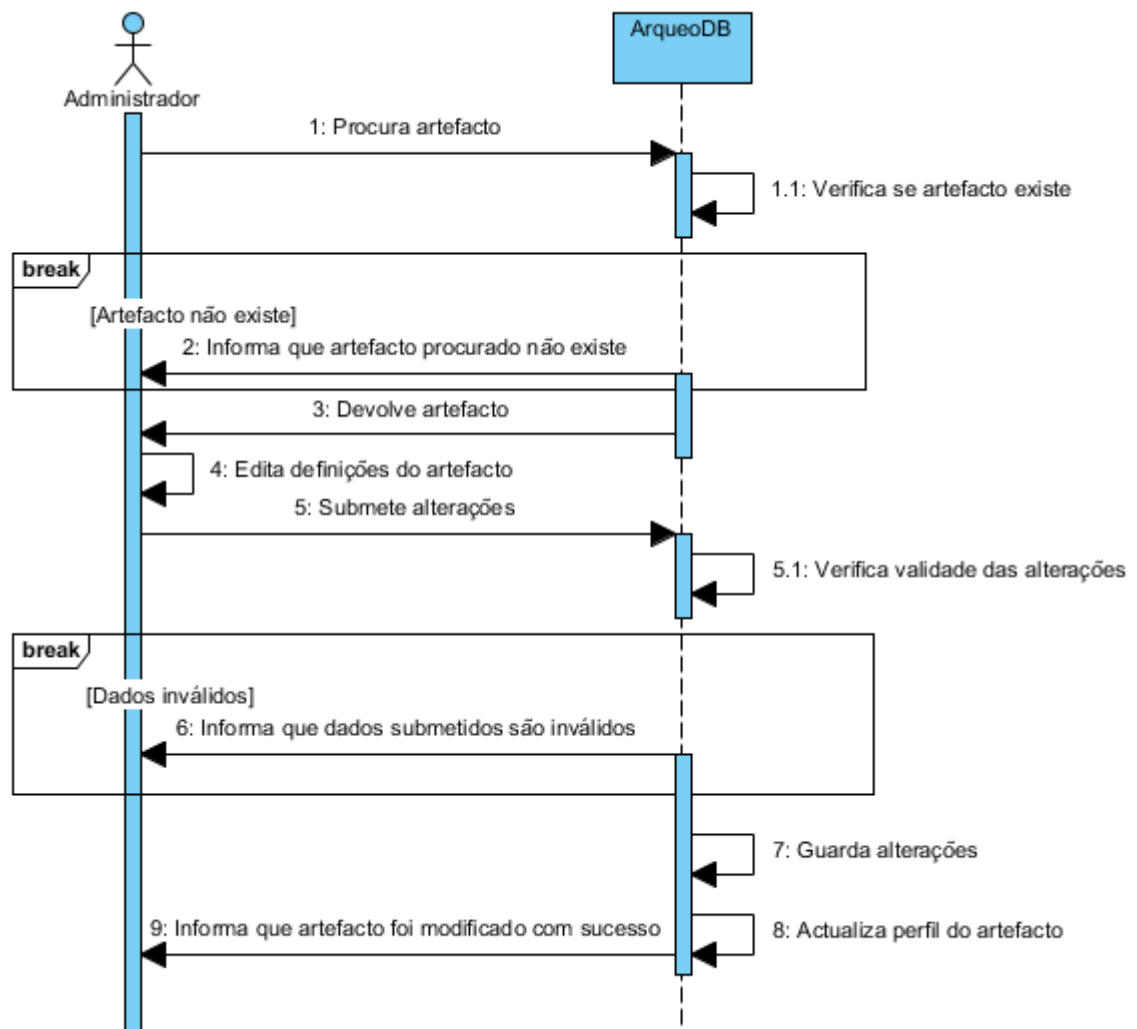 Administrador
ArqueoDB
1: Procura artefacto
1.1: Verifica se artefacto existe
break
[Artefacto não existe]
2: Informa que artefacto procurado não existe
3: Devolve artefacto
4: Edita definições do artefacto
5: Submete alterações
5.1: Verifica validade das alterações
break
[Dados inválidos]
6: Informa que dados submetidos são inválidos
7: Guarda alterações
9: Informa que artefacto foi modificado com sucesso
8: Actualiza perfil do artefacto